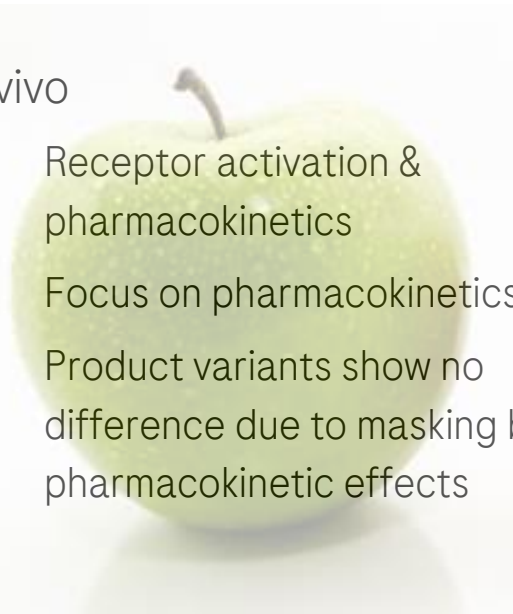 vivo
Receptor activation &
pharmacokinetics
Focus on pharmacokinetics
Product variants show no
difference due to masking
pharmacokinetic effects